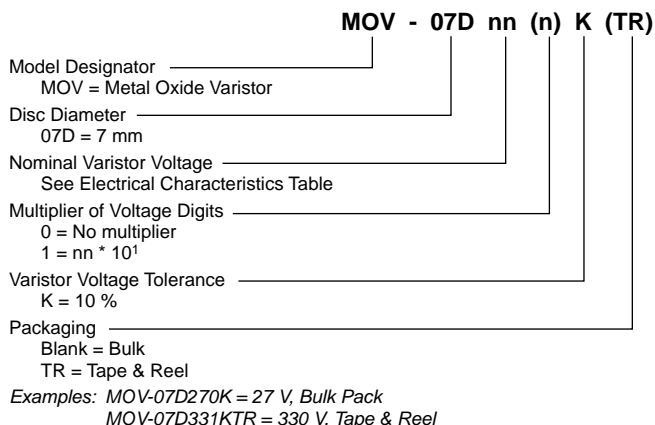 MOV - 07D nn (n) K (TR)
Model Designator
MOV = Metal Oxide Varistor
Disc Diameter
07D = 7 mm
Nominal Varistor Voltage
See Electrical Characteristics Table
Multiplier of Voltage Digits
0 = No multiplier
1 = nn * 10¹
Varistor Voltage Tolerance
K = 10 %
Packaging
Blank = Bulk
TR = Tape & Reel
Examples: MOV-07D270K = 27 V, Bulk Pack
MOV-07D331KTR = 330 V, Tape & Reel